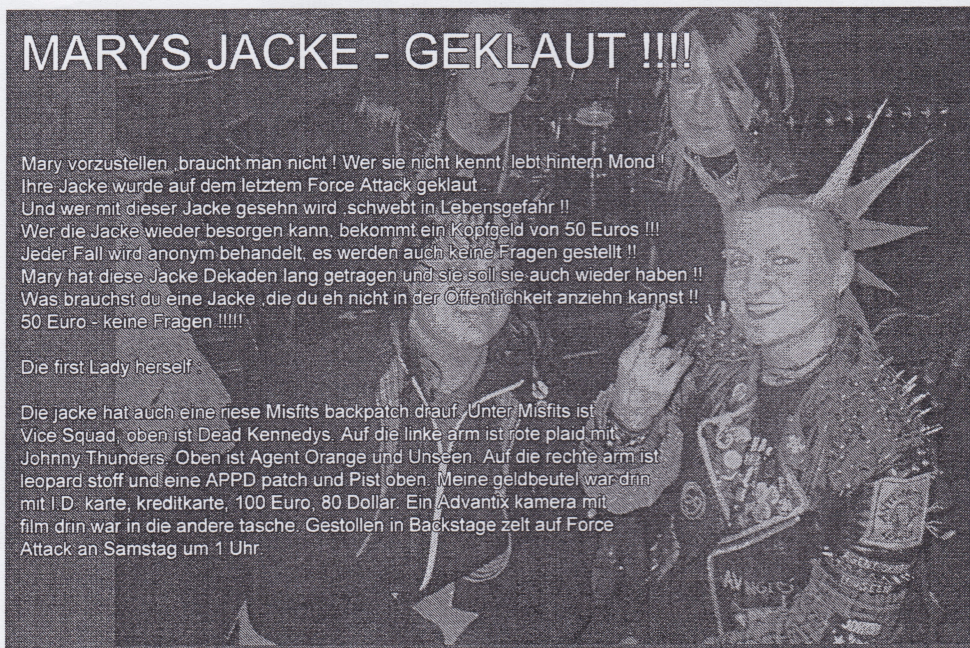 MARYS JACKE - GEKLAUT !!!!
Mary vorzustellen ,braucht man nicht ! Wer sie nicht kennt, lebt hintern Mond !
Ihre Jacke wurde auf dem letztem Force Attack geklaut .
Und wer mit dieser Jacke gesehn wird ,schwebt in Lebensgefahr !!
Wer die Jacke wieder besorgen kann, bekommt ein Kopfgeld von 50 Euros !!!
Jeder Fall wird anonym behandelt, es werden auch keine Fragen gestellt !!
Mary hat diese Jacke Dekaden lang getragen und sie soll sie auch wieder haben !!
Was brauchst du eine Jacke ,die du eh nicht in der Öffentlichkeit anziehn kannst !!
50 Euro - keine Fragen !!!!!
Die first Lady herself :
Die jacke hat auch eine riese Misfits backpatch drauf. Unter Misfits ist
Vice Squad, oben ist Dead Kennedys. Auf die linke arm ist rote plaid mit
Johnny Thunders. Oben ist Agent Orange und Unseen. Auf die rechte arm ist
leopard stoff und eine APPD patch und Pist oben. Meine geldbeutel war drin
mit I.D. karte, kreditkarte, 100 Euro, 80 Dollar. Ein Advantix kamera mit
film drin war in die andere tasche. Gestollen in Backstage zelt auf Force
Attack an Samstag um 1 Uhr.